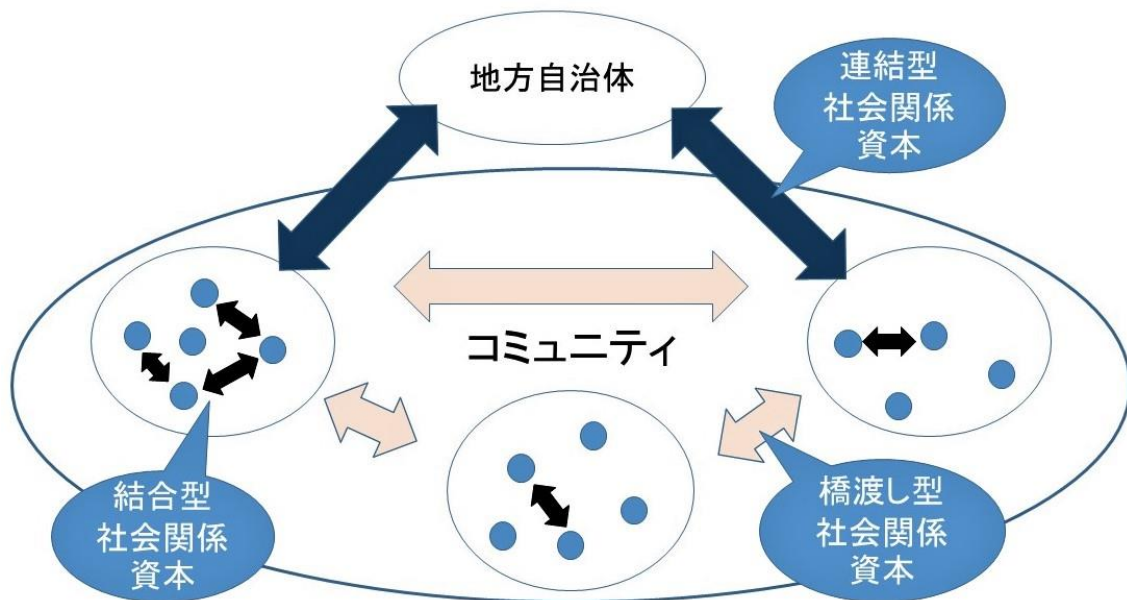 地方自治体
連結型
社会関係
資本
コミュニティ
結合型
社会関係
資本
橋渡し型
社会関係
資本